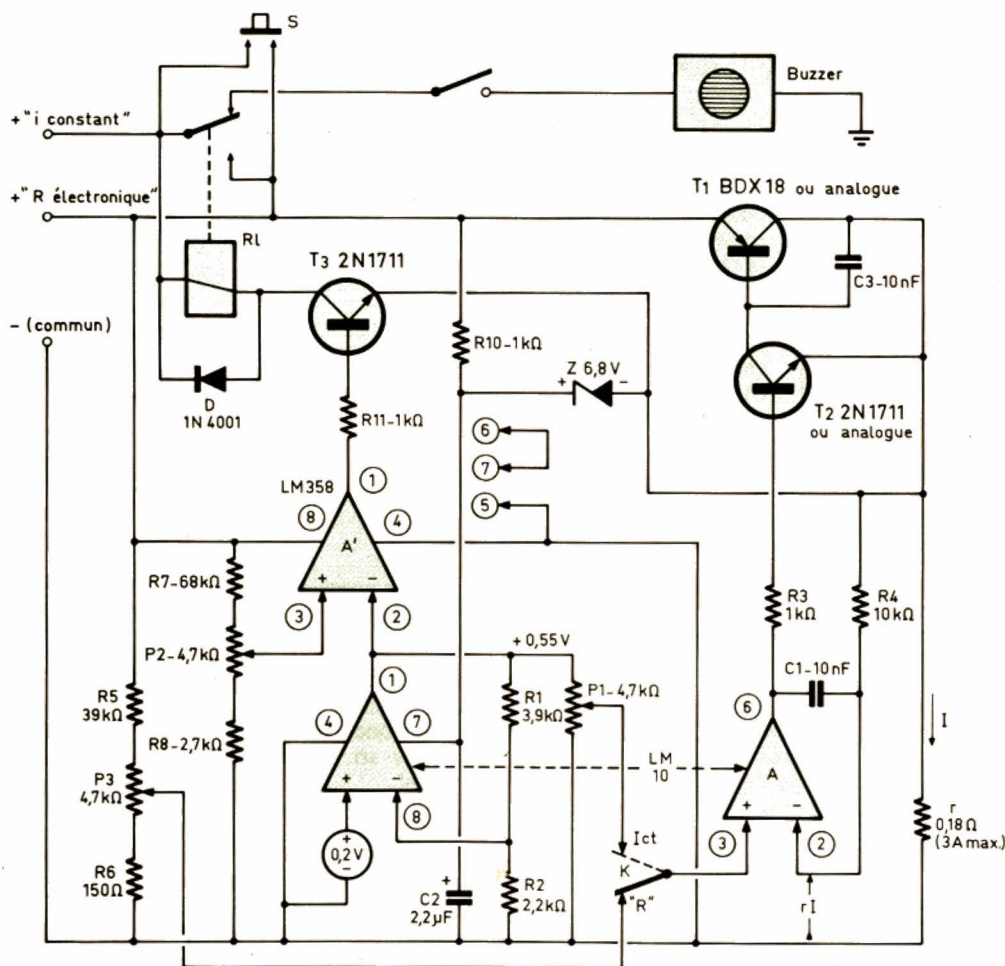 S
Buzzer
+"i constant"
+"R électronique"
T1 BDX18 ou analogue
Rl
T3 2N1711
C3-10nF
- (commun)
R10-1kΩ
Z 6,8V
+
-
D
1N4001
R11-1kΩ
T2 2N1711
ou analogue
6
7
5
1
LM358
8
4
A'
+
-
3
2
R7-68kΩ
P2-4,7kΩ
R8-2,7kΩ
R5
39kΩ
P3
4,7kΩ
R6
150Ω
+0,55V
R1
3,9kΩ
P1-4,7kΩ
R3
1kΩ
R4
10kΩ
C1-10nF
1
4
7
+
-
8
+
0,2V
-
LM
10
6
A
+
-
3
2
I
r
0,18Ω
(3A max.)
Ict
K
"R"
rI
+
C2
2,2µF
R2
2,2kΩ